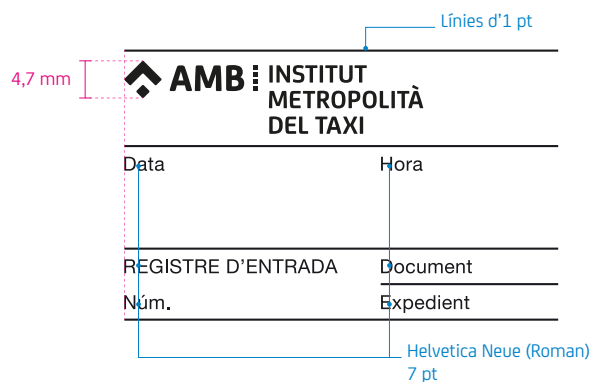 Línies d'1 pt
4,7 mm
AMB INSTITUT
METROPOLITÀ
DEL TAXI
Data Hora
REGISTRE D'ENTRADA Document
Núm. Expedient
Helvetica Neue (Roman)
7 pt